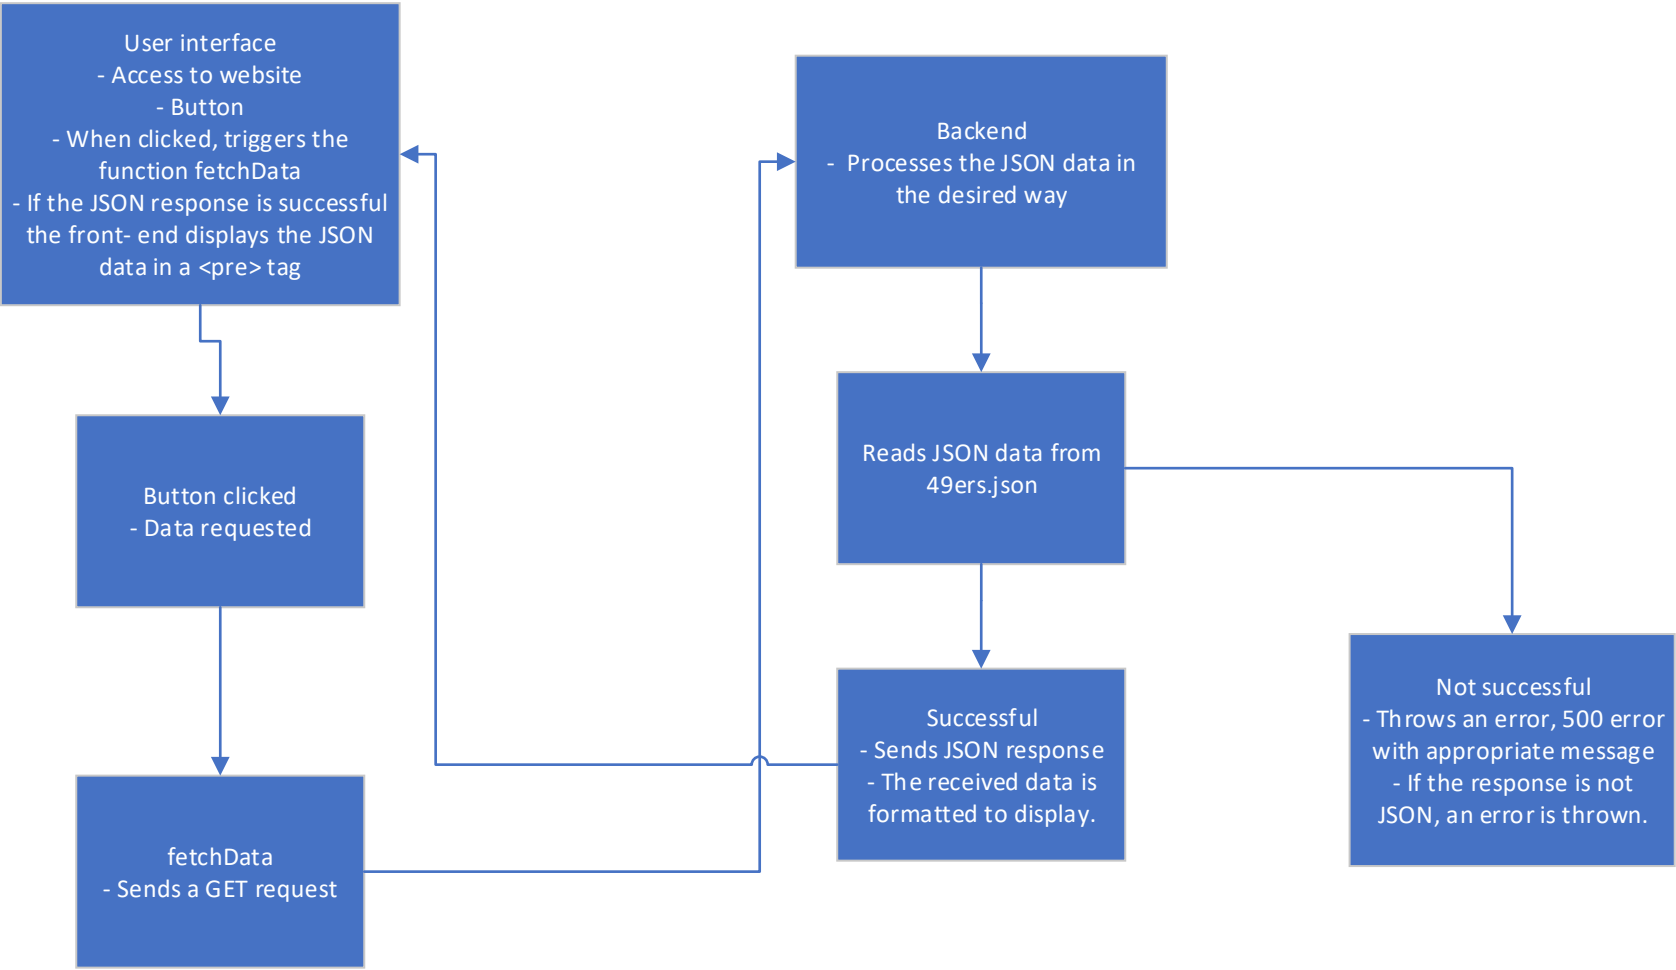 User interface
- Access to website
- Button
- When clicked, triggers the
function fetchData
- If the JSON response is successful
the front- end displays the JSON
data in a <pre> tag
Button clicked
- Data requested
fetchData
- Sends a GET request
Backend
- Processes the JSON data in
the desired way
Reads JSON data from
49ers.json
Successful
- Sends JSON response
- The received data is
formatted to display.
Not successful
- Throws an error, 500 error
with appropriate message
- If the response is not
JSON, an error is thrown.